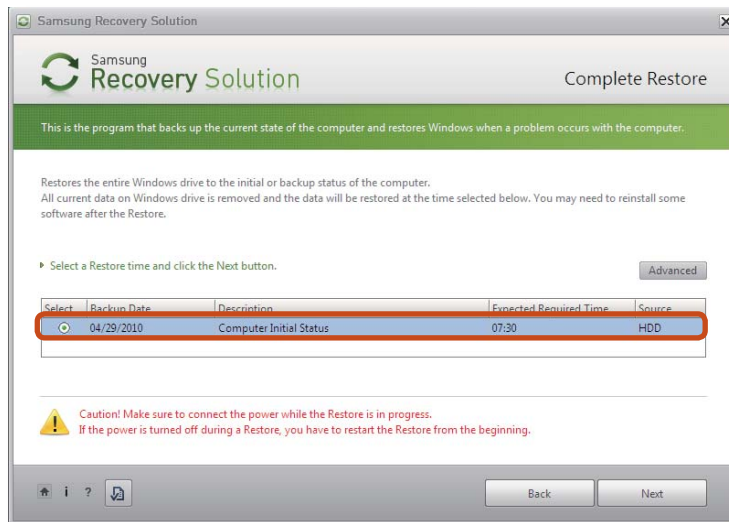 Samsung Recovery Solution
Samsung
Recovery Solution
Complete Restore
This is the program that backs up the current state of the computer and restores Windows when a problem occurs with the computer.
Restores the entire Windows drive to the initial or backup status of the computer.
All current data on Windows drive is removed and the data will be restored at the time selected below. You may need to reinstall some
software after the Restore.
Select a Restore time and click the Next button.
Advanced
Select Backup Date Description Expected Required Time Source
04/29/2010 Computer Initial Status 07:30 HDD
Caution! Make sure to connect the power while the Restore is in progress.
If the power is turned off during a Restore, you have to restart the Restore from the beginning.
i ? Back Next